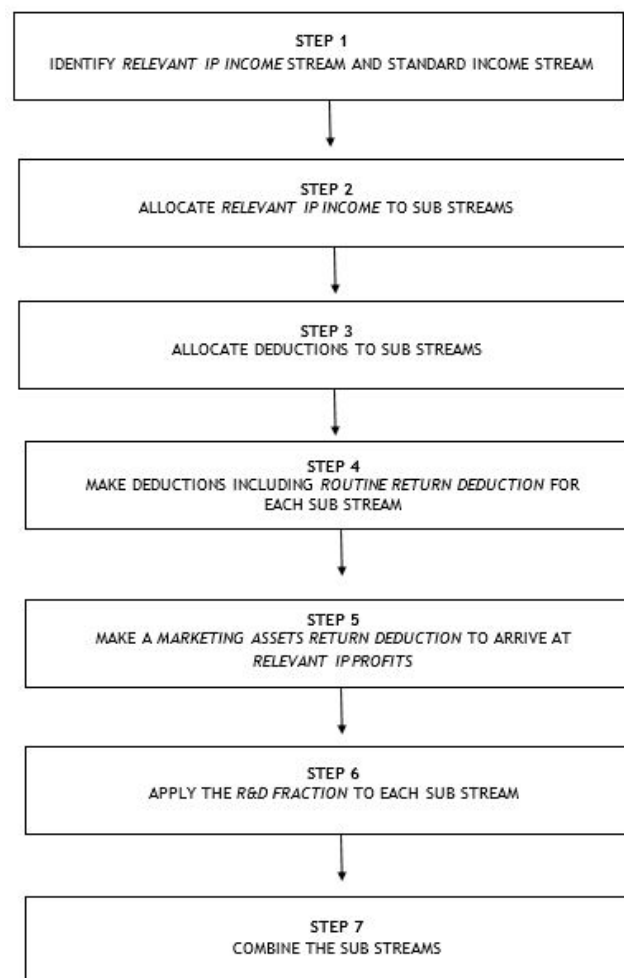 STEP 1
IDENTIFY RELEVANT IP INCOME STREAM AND STANDARD INCOME STREAM
STEP 2
ALLOCATE RELEVANT IP INCOME TO SUB STREAMS
STEP 3
ALLOCATE DEDUCTIONS TO SUB STREAMS
STEP 4
MAKE DEDUCTIONS INCLUDING ROUTINE RETURN DEDUCTION FOR
EACH SUB STREAM
STEP 5
MAKE A MARKETING ASSETS RETURN DEDUCTION TO ARRIVE AT
RELEVANT IP PROFITS
STEP 6
APPLY THE R&D FRACTION TO EACH SUB STREAM
STEP 7
COMBINE THE SUB STREAMS